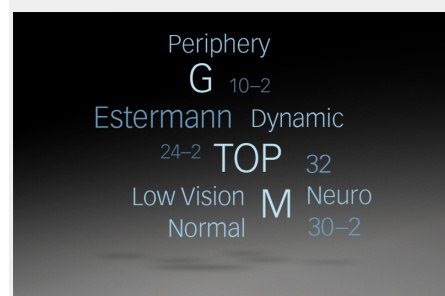 Periphery
G 10–2
Estermann Dynamic
24–2 TOP 32
Low Vision M Neuro
Normal 30–2